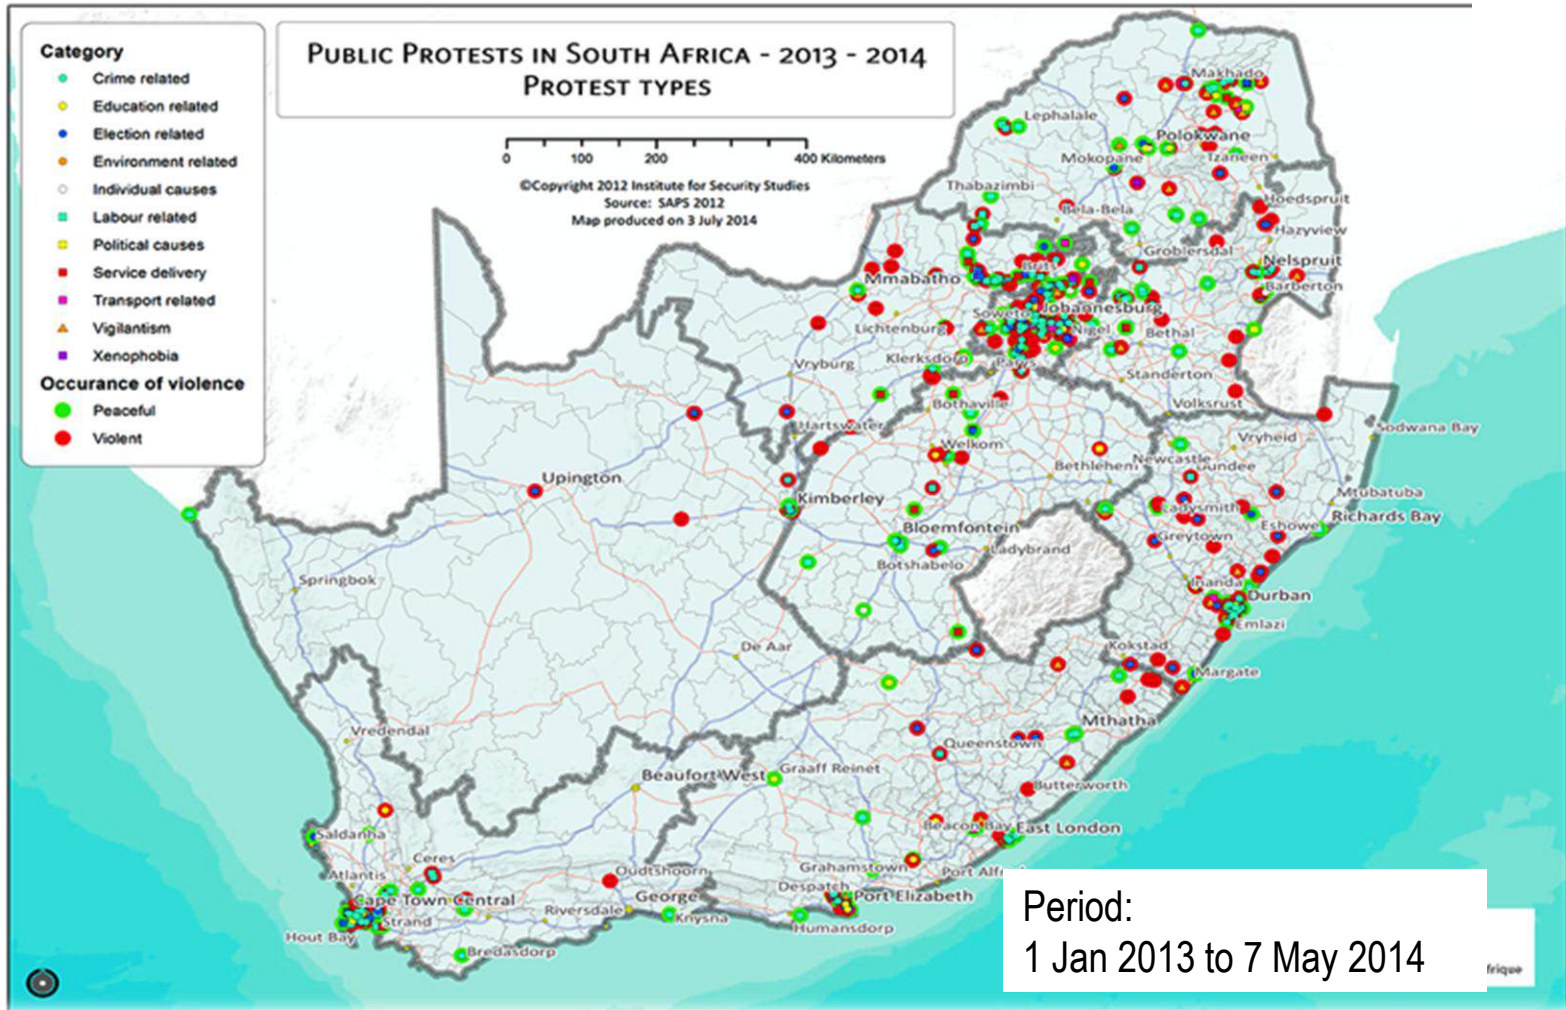 Category
Crime related
Education related
Election related
Environment related
Individual causes
Labour related
Political causes
Service delivery
Transport related
Vigilantism
Xenophobia
Occurance of violence
Peaceful
Violent
PUBLIC PROTESTS IN SOUTH AFRICA - 2013 - 2014
PROTEST TYPES
0 100 200 400 Kilometers
©Copyright 2012 Institute for Security Studies
Source: SAPS 2012
Map produced on 3 July 2014
Makhado
Lephalale
Polokwane
Mokopane
Tzaneen
Thabazimbi
Hoedspruit
Bela-Bela
Hazyview
Groblersdal
Nelspruit
Brits
Mmabatho
Barberton
Johannesburg
Soweto
Lichtenburg
Nigel
Bethal
Klerksdorp
Parys
Vryburg
Standerton
Bothaville
Volksrust
Hartswater
Sodwana Bay
Welkom
Vryheid
Newcastle
Bethlehem
Dundee
Upington
Mtubatuba
Kimberley
Ladysmith
Richards Bay
Bloemfontein
Eshowe
Greytown
Ladybrand
Botshabelo
Springbok
Inanda
Durban
Emlazi
De Aar
Kokstad
Margate
Mthatha
Vredendal
Queenstown
Beaufort West
Graaff Reinet
Butterworth
Saldanha
Beacon Bay
East London
Ceres
Grahamstown
Oudtshoorn
Port Alfr
Atlantis
Despatch
Cape Town Central
George
Port Elizabeth
Riversdale
Strand
Knysna
Humansdorp
Hout Bay
Bredasdorp
Period:
1 Jan 2013 to 7 May 2014
frique